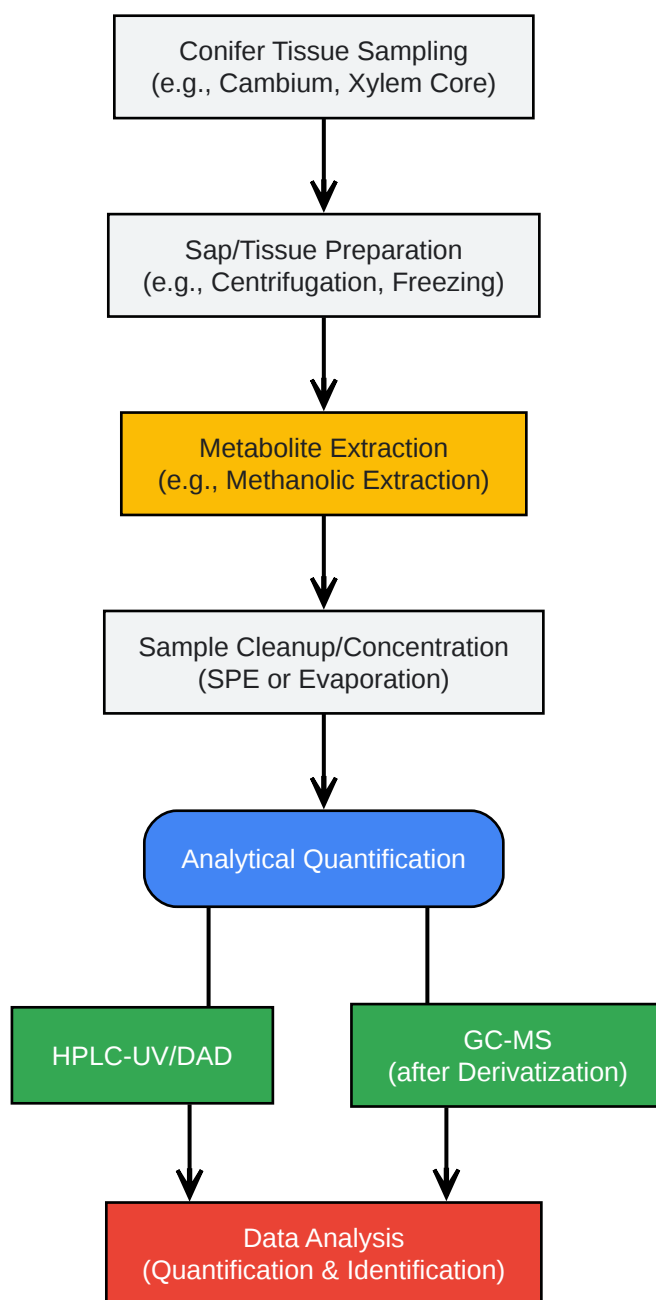 Conifer Tissue Sampling
(e.g., Cambium, Xylem Core)
Sap/Tissue Preparation
(e.g., Centrifugation, Freezing)
Metabolite Extraction
(e.g., Methanolic Extraction)
Sample Cleanup/Concentration
(SPE or Evaporation)
Analytical Quantification
HPLC-UV/DAD
GC-MS
(after Derivatization)
Data Analysis
(Quantification & Identification)